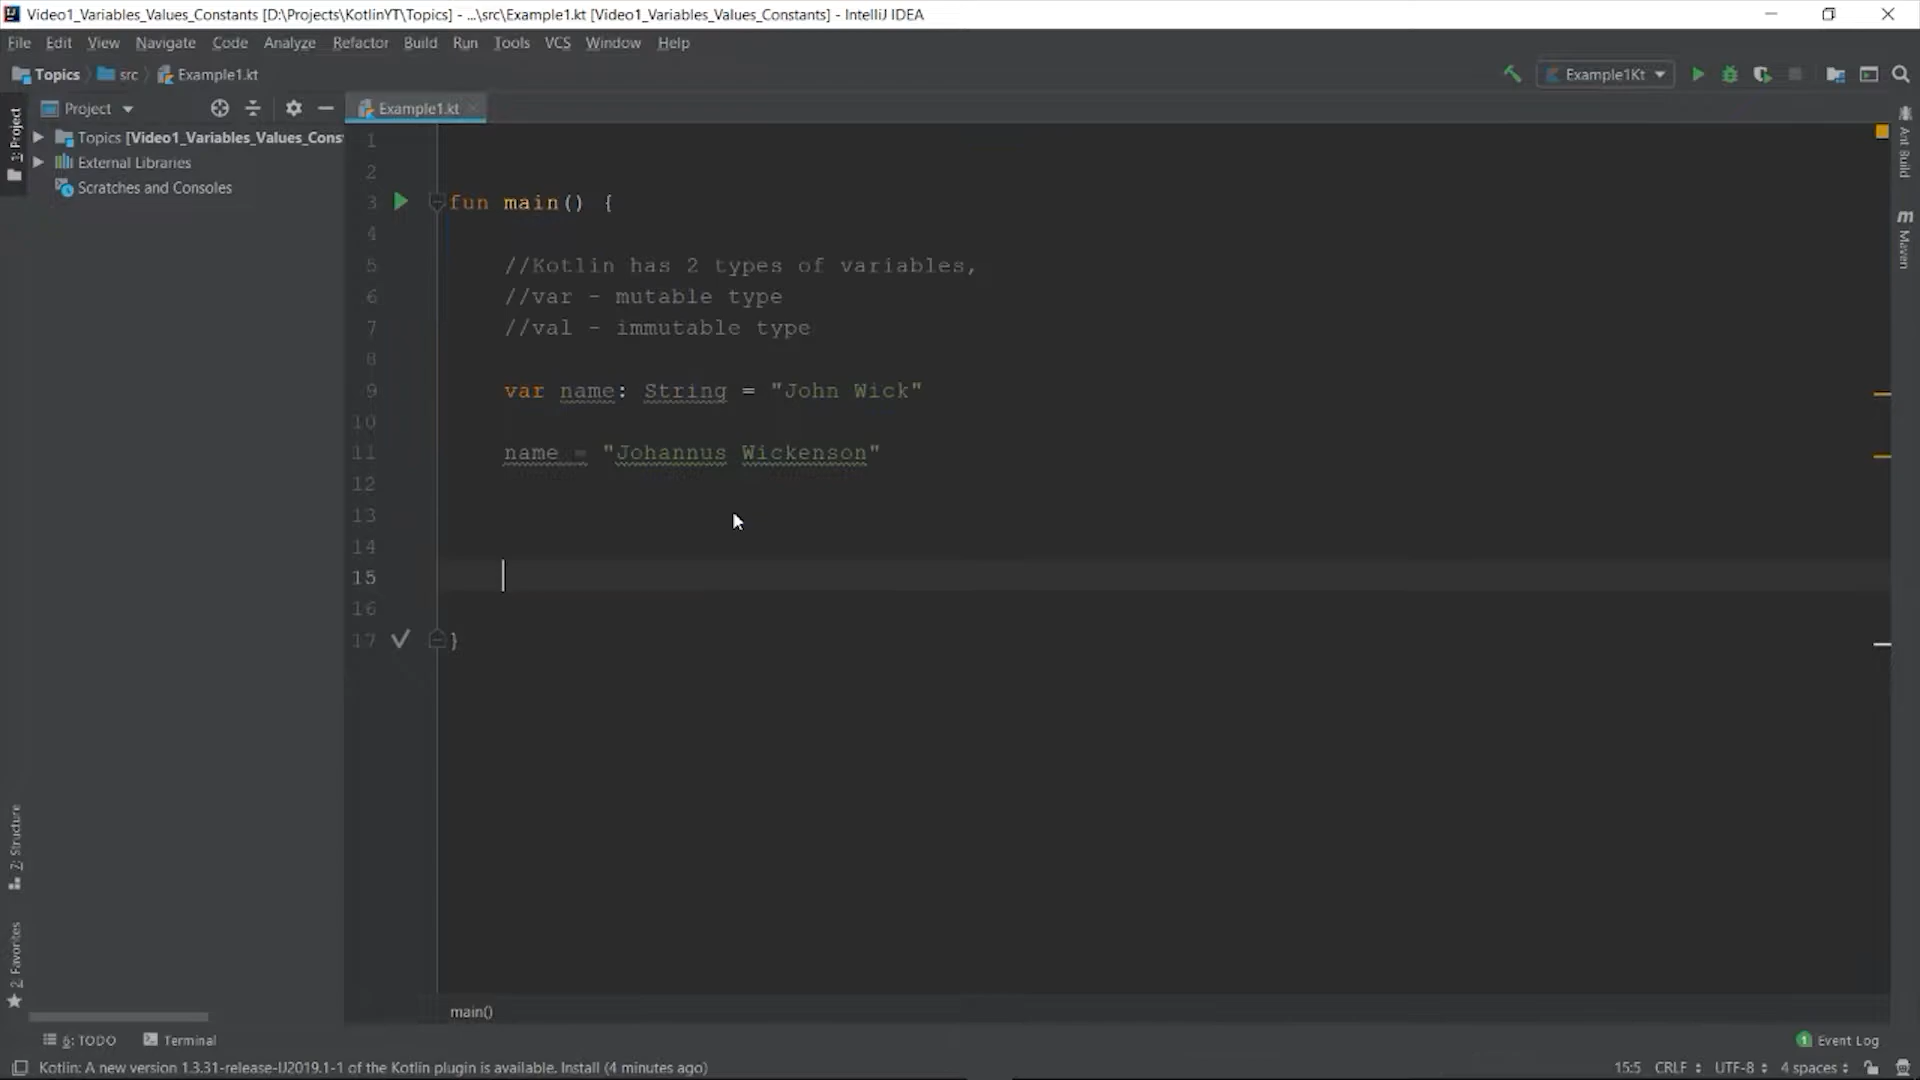 Video1_Variables_Values_Constants [D:\Projects\KotlinYT\Topics] - ...\src\Example1.kt [Video1_Variables_Values_Constants] - IntelliJ IDEA
File Edit View Navigate Code Analyze Refactor Build Run Tools VCS Window Help
Topics src Example1.kt Example1Kt
Project Example1.kt
1: Project
Topics [Video1_Variables_Values_Cons
External Libraries
Scratches and Consoles
1
2
3 fun main() {
4
5 //Kotlin has 2 types of variables,
6 //var - mutable type
7 //val - immutable type
8
9 var name: String = "John Wick"
10
11 name = "Johannus Wickenson"
12
13
14
15
16
17 }
Ant Build
m Maven
7: Structure
2: Favorites
main()
6: TODO Terminal 1 Event Log
Kotlin: A new version 1.3.31-release-IJ2019.1-1 of the Kotlin plugin is available. Install (4 minutes ago) 15:5 CRLF UTF-8 4 spaces